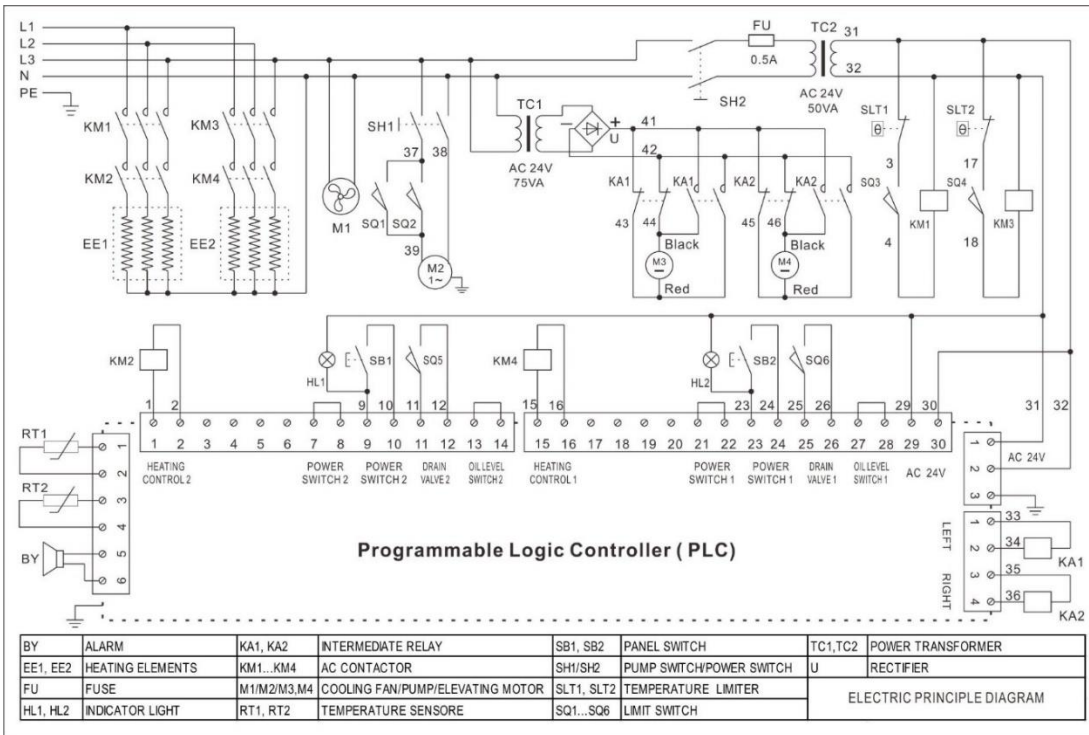 L1
L2
L3
N
PE
FU
0.5A
TC2
31
32
AC 24V
50VA
SH2
KM1
KM3
KM2
KM4
EE1
EE2
M1
SH1
37
38
SQ1
SQ2
39
M2
1~
TC1
AC 24V
75VA
−
+
U
41
42
KA1
KA1
KA2
KA2
43
44
45
46
Black
Black
M3
M4
Red
Red
SLT1
SLT2
θ
θ
3
17
SQ3
SQ4
KM1
KM3
4
18
KM2
HL1
SB1
SQ5
KM4
HL2
SB2
SQ6
1 2 9 10 11 12 15 16 23 24 25 26 29 30 31 32
1 2 3 4 5 6 7 8 9 10 11 12 13 14 15 16 17 18 19 20 21 22 23 24 25 26 27 28 29 30
HEATING
CONTROL 2
POWER
SWITCH 2
POWER
SWITCH 2
DRAIN
VALVE 2
OIL LEVEL
SWITCH 2
HEATING
CONTROL 1
POWER
SWITCH 1
POWER
SWITCH 1
DRAIN
VALVE 1
OIL LEVEL
SWITCH 1
AC 24V
RT1
RT2
BY
1
2
3
4
5
6
1
2
3
AC 24V
LEFT
RIGHT
1
2
3
4
33
34
35
36
KA1
KA2
Programmable Logic Controller ( PLC)
BY ALARM KA1, KA2 INTERMEDIATE RELAY SB1, SB2 PANEL SWITCH TC1,TC2 POWER TRANSFORMER
EE1, EE2 HEATING ELEMENTS KM1...KM4 AC CONTACTOR SH1/SH2 PUMP SWITCH/POWER SWITCH U RECTIFIER
FU FUSE M1/M2/M3,M4 COOLING FAN/PUMP/ELEVATING MOTOR SLT1, SLT2 TEMPERATURE LIMITER ELECTRIC PRINCIPLE DIAGRAM
HL1, HL2 INDICATOR LIGHT RT1, RT2 TEMPERATURE SENSORE SQ1...SQ6 LIMIT SWITCH